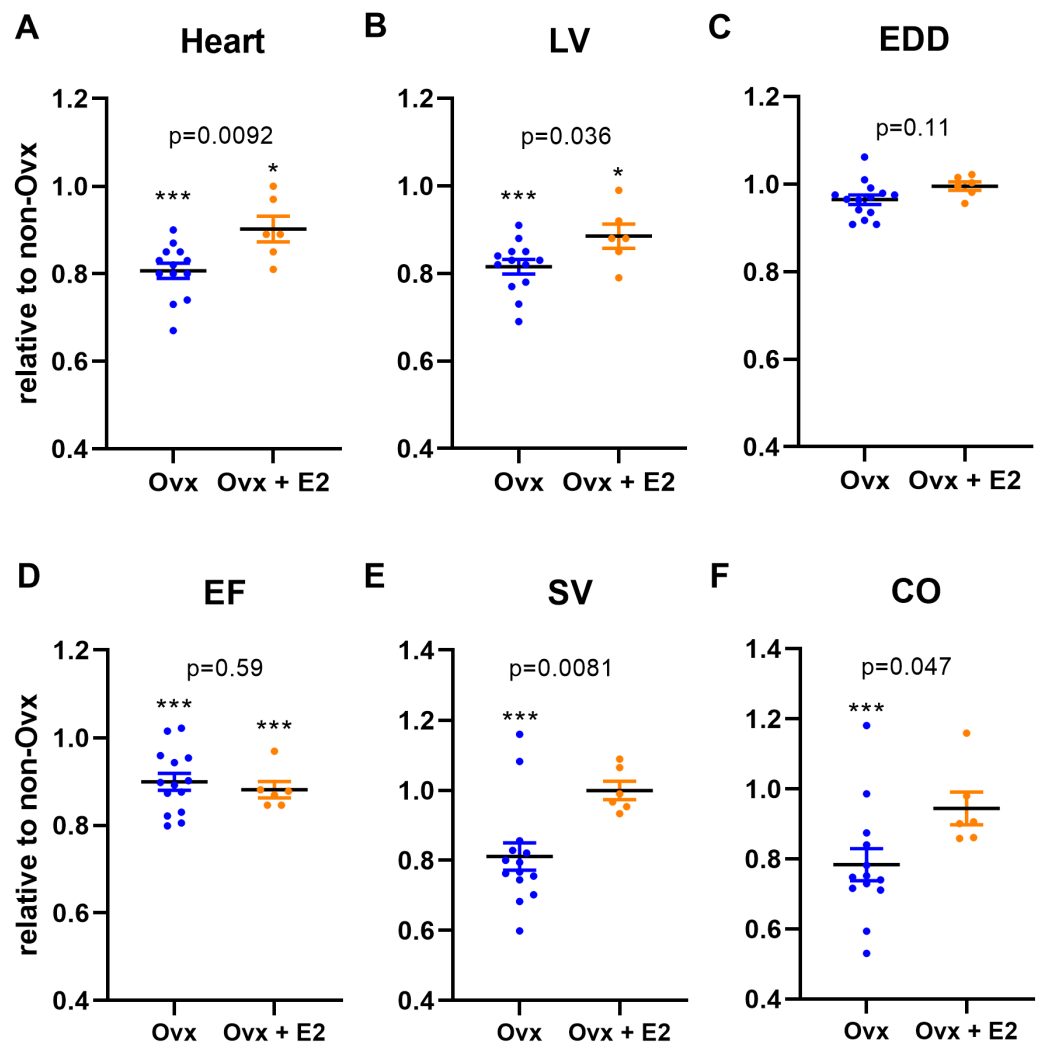 A
Heart
B
LV
C
EDD
relative to non-Ovx
1.2
1.0
0.8
0.6
0.4
p=0.0092
***
*
Ovx
Ovx + E2
1.2
1.0
0.8
0.6
0.4
p=0.036
***
*
Ovx
Ovx + E2
1.2
1.0
0.8
0.6
0.4
p=0.11
Ovx
Ovx + E2
D
EF
E
SV
F
CO
relative to non-Ovx
1.2
1.0
0.8
0.6
0.4
p=0.59
***
***
Ovx
Ovx + E2
1.4
1.2
1.0
0.8
0.6
0.4
p=0.0081
***
Ovx
Ovx + E2
1.4
1.2
1.0
0.8
0.6
0.4
p=0.047
***
Ovx
Ovx + E2